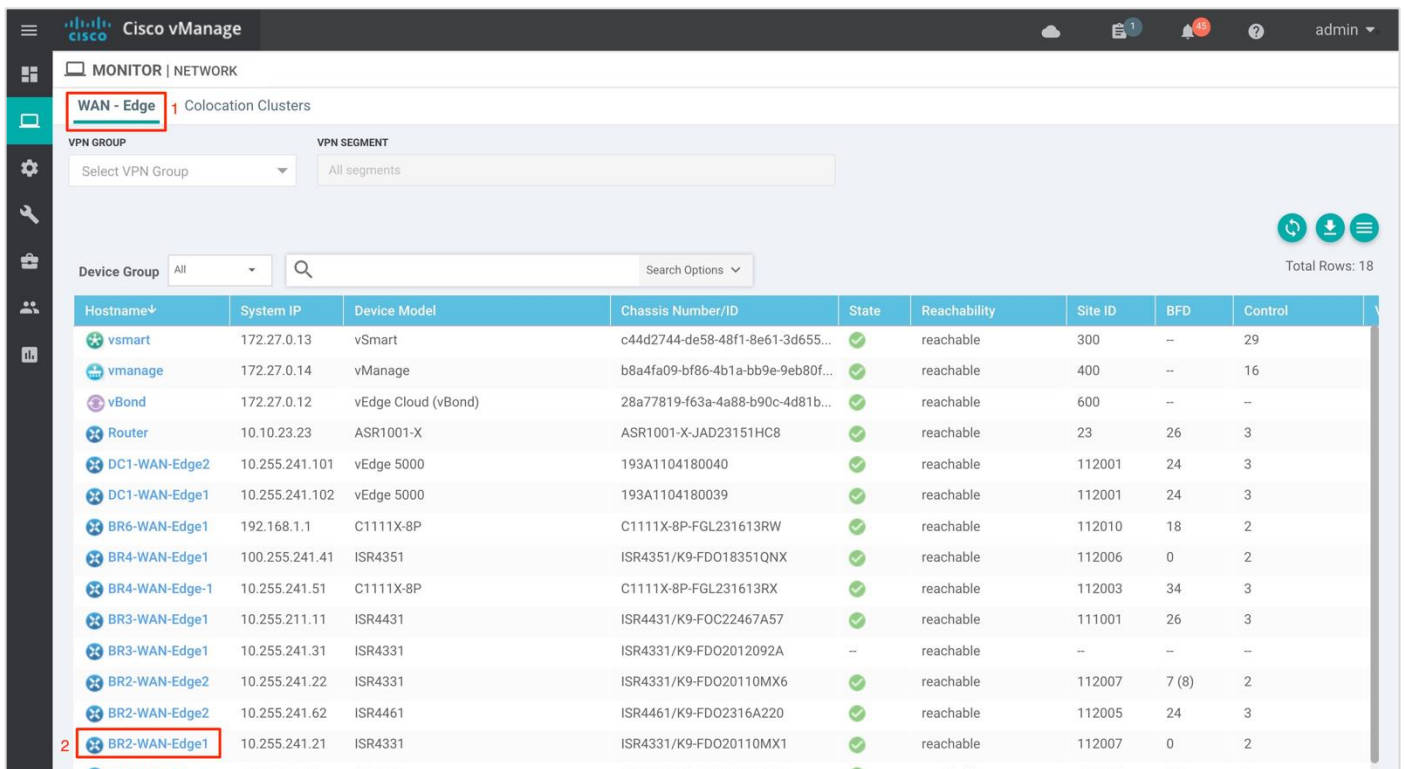 CISCO Cisco vManage 1 45 admin
MONITOR | NETWORK
WAN - Edge 1 Colocation Clusters
VPN GROUP VPN SEGMENT
Select VPN Group All segments
Device Group All Search Options Total Rows: 18
Hostname System IP Device Model Chassis Number/ID State Reachability Site ID BFD Control
vsmart 172.27.0.13 vSmart c44d2744-de58-48f1-8e61-3d655... reachable 300 -- 29
vmanage 172.27.0.14 vManage b8a4fa09-bf86-4b1a-bb9e-9eb80f... reachable 400 -- 16
vBond 172.27.0.12 vEdge Cloud (vBond) 28a77819-f63a-4a88-b90c-4d81b... reachable 600 -- --
Router 10.10.23.23 ASR1001-X ASR1001-X-JAD23151HC8 reachable 23 26 3
DC1-WAN-Edge2 10.255.241.101 vEdge 5000 193A1104180040 reachable 112001 24 3
DC1-WAN-Edge1 10.255.241.102 vEdge 5000 193A1104180039 reachable 112001 24 3
BR6-WAN-Edge1 192.168.1.1 C1111X-8P C1111X-8P-FGL231613RW reachable 112010 18 2
BR4-WAN-Edge1 100.255.241.41 ISR4351 ISR4351/K9-FDO18351QNX reachable 112006 0 2
BR4-WAN-Edge-1 10.255.241.51 C1111X-8P C1111X-8P-FGL231613RX reachable 112003 34 3
BR3-WAN-Edge1 10.255.211.11 ISR4431 ISR4431/K9-FOC22467A57 reachable 111001 26 3
BR3-WAN-Edge1 10.255.241.31 ISR4331 ISR4331/K9-FDO2012092A -- reachable -- -- --
BR2-WAN-Edge2 10.255.241.22 ISR4331 ISR4331/K9-FDO20110MX6 reachable 112007 7 (8) 2
BR2-WAN-Edge2 10.255.241.62 ISR4461 ISR4461/K9-FDO2316A220 reachable 112005 24 3
2 BR2-WAN-Edge1 10.255.241.21 ISR4331 ISR4331/K9-FDO20110MX1 reachable 112007 0 2